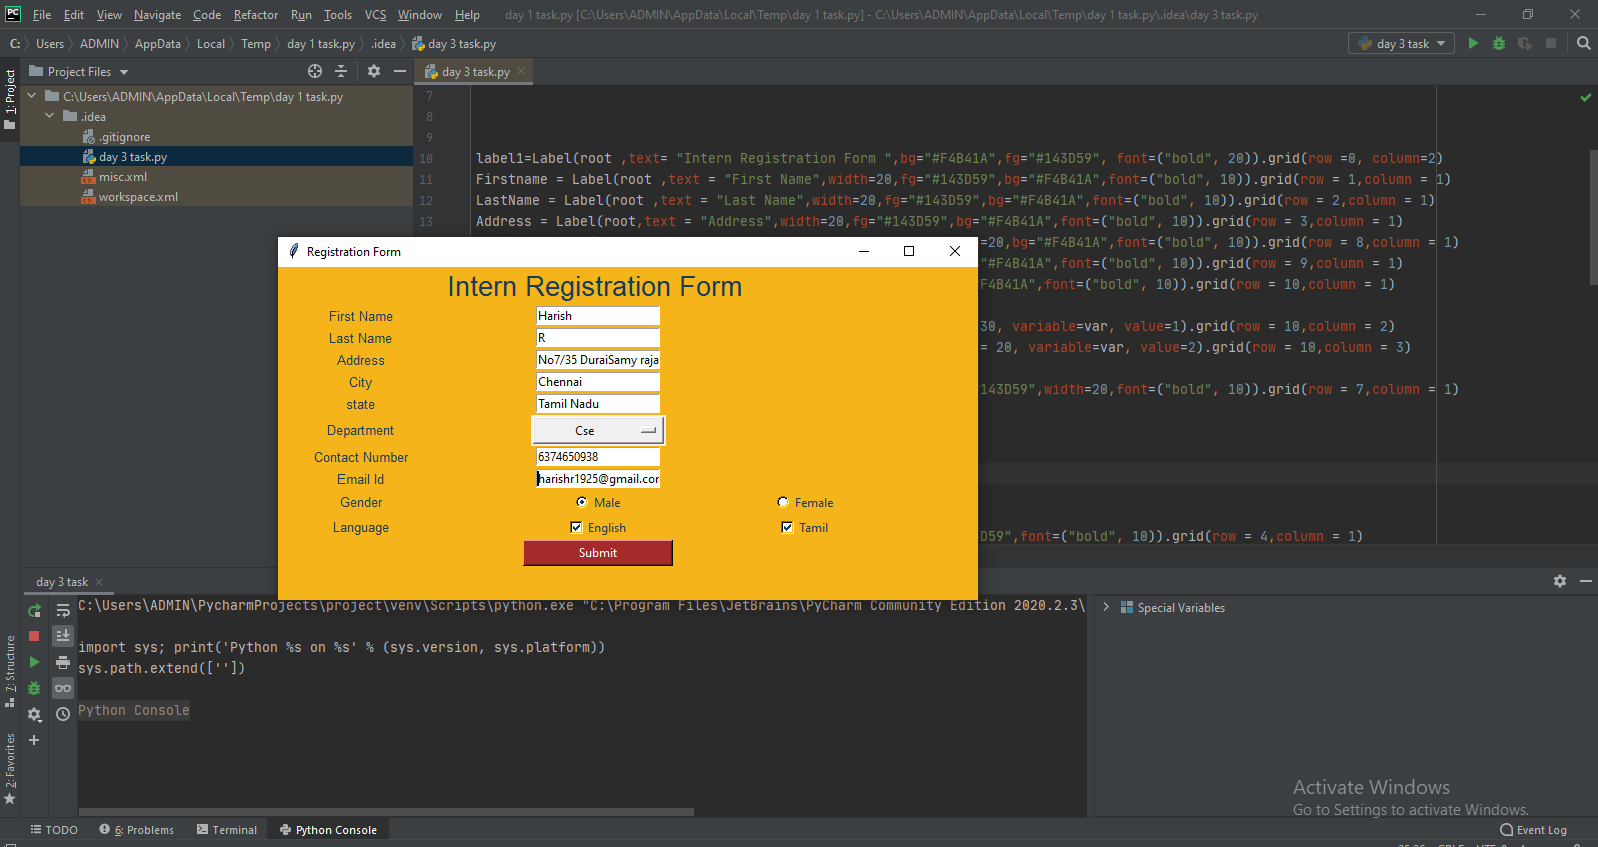 PC File Edit View Navigate Code Refactor Run Tools VCS Window Help day 1 task.py [C:\Users\ADMIN\AppData\Local\Temp\day 1 task.py] - C:\Users\ADMIN\AppData\Local\Temp\day 1 task.py\.idea\day 3 task.py
C: Users ADMIN AppData Local Temp day 1 task.py .idea day 3 task.py day 3 task
1: Project
Project Files
day 3 task.py
C:\Users\ADMIN\AppData\Local\Temp\day 1 task.py
.idea
.gitignore
day 3 task.py
misc.xml
workspace.xml
7
8
9
10 label1=Label(root ,text= "Intern Registration Form ",bg="#F4B41A",fg="#143D59", font=("bold", 20)).grid(row =0, column=2)
11 Firstname = Label(root ,text = "First Name",width=20,fg="#143D59",bg="#F4B41A",font=("bold", 10)).grid(row = 1,column = 1)
12 LastName = Label(root ,text = "Last Name",width=20,fg="#143D59",bg="#F4B41A",font=("bold", 10)).grid(row = 2,column = 1)
13 Address = Label(root,text = "Address",width=20,fg="#143D59",bg="#F4B41A",font=("bold", 10)).grid(row = 3,column = 1)
=20,bg="#F4B41A",font=("bold", 10)).grid(row = 8,column = 1)
"#F4B41A",font=("bold", 10)).grid(row = 9,column = 1)
F4B41A",font=("bold", 10)).grid(row = 10,column = 1)
30, variable=var, value=1).grid(row = 10,column = 2)
= 20, variable=var, value=2).grid(row = 10,column = 3)
143D59",width=20,font=("bold", 10)).grid(row = 7,column = 1)
D59",font=("bold", 10)).grid(row = 4,column = 1)
Registration Form
Intern Registration Form
First Name Harish
Last Name R
Address No7/35 DuraiSamy raja
City Chennai
state Tamil Nadu
Department Cse
Contact Number 6374650938
Email Id harishr1925@gmail.cor
Gender Male Female
Language English Tamil
Submit
day 3 task
C:\Users\ADMIN\PycharmProjects\project\venv\Scripts\python.exe "C:\Program Files\JetBrains\PyCharm Community Edition 2020.2.3\
import sys; print('Python %s on %s' % (sys.version, sys.platform))
sys.path.extend([''])
Python Console
Special Variables
7: Structure
2: Favorites
Activate Windows
Go to Settings to activate Windows.
TODO 6: Problems Terminal Python Console Event Log